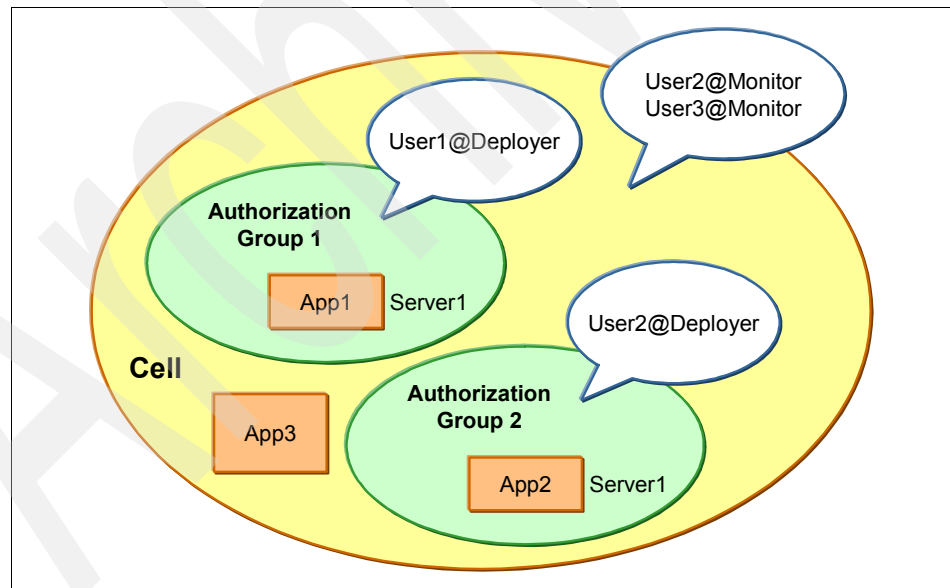 User2@Monitor
User3@Monitor
User1@Deployer
Authorization
Group 1
App1
Server1
User2@Deployer
Cell
Authorization
Group 2
App3
App2
Server1